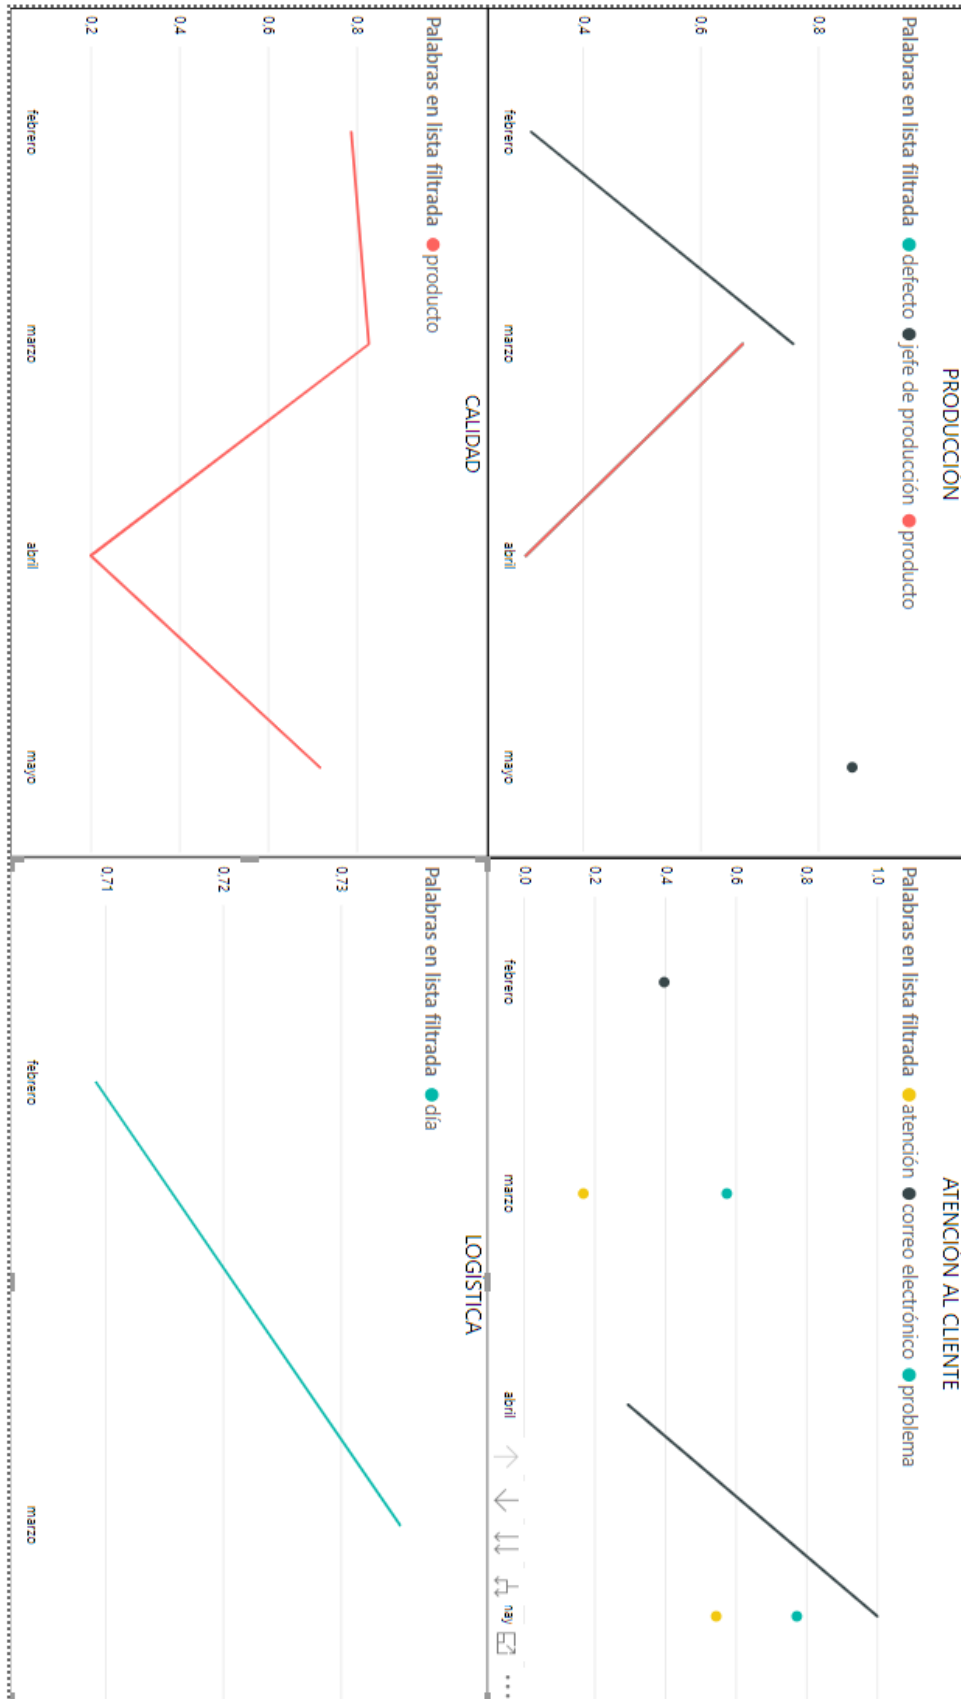 PRODUCCIÓN
Palabras en lista filtrada defecto jefe de producción producto
0,8
0,6
0,4
febrero marzo abril mayo
ATENCIÓN AL CLIENTE
Palabras en lista filtrada atención correo electrónico problema
1,0
0,8
0,6
0,4
0,2
0,0
febrero marzo abril may
CALIDAD
Palabras en lista filtrada producto
0,8
0,6
0,4
0,2
febrero marzo abril mayo
LOGÍSTICA
Palabras en lista filtrada día
0,73
0,72
0,71
febrero marzo